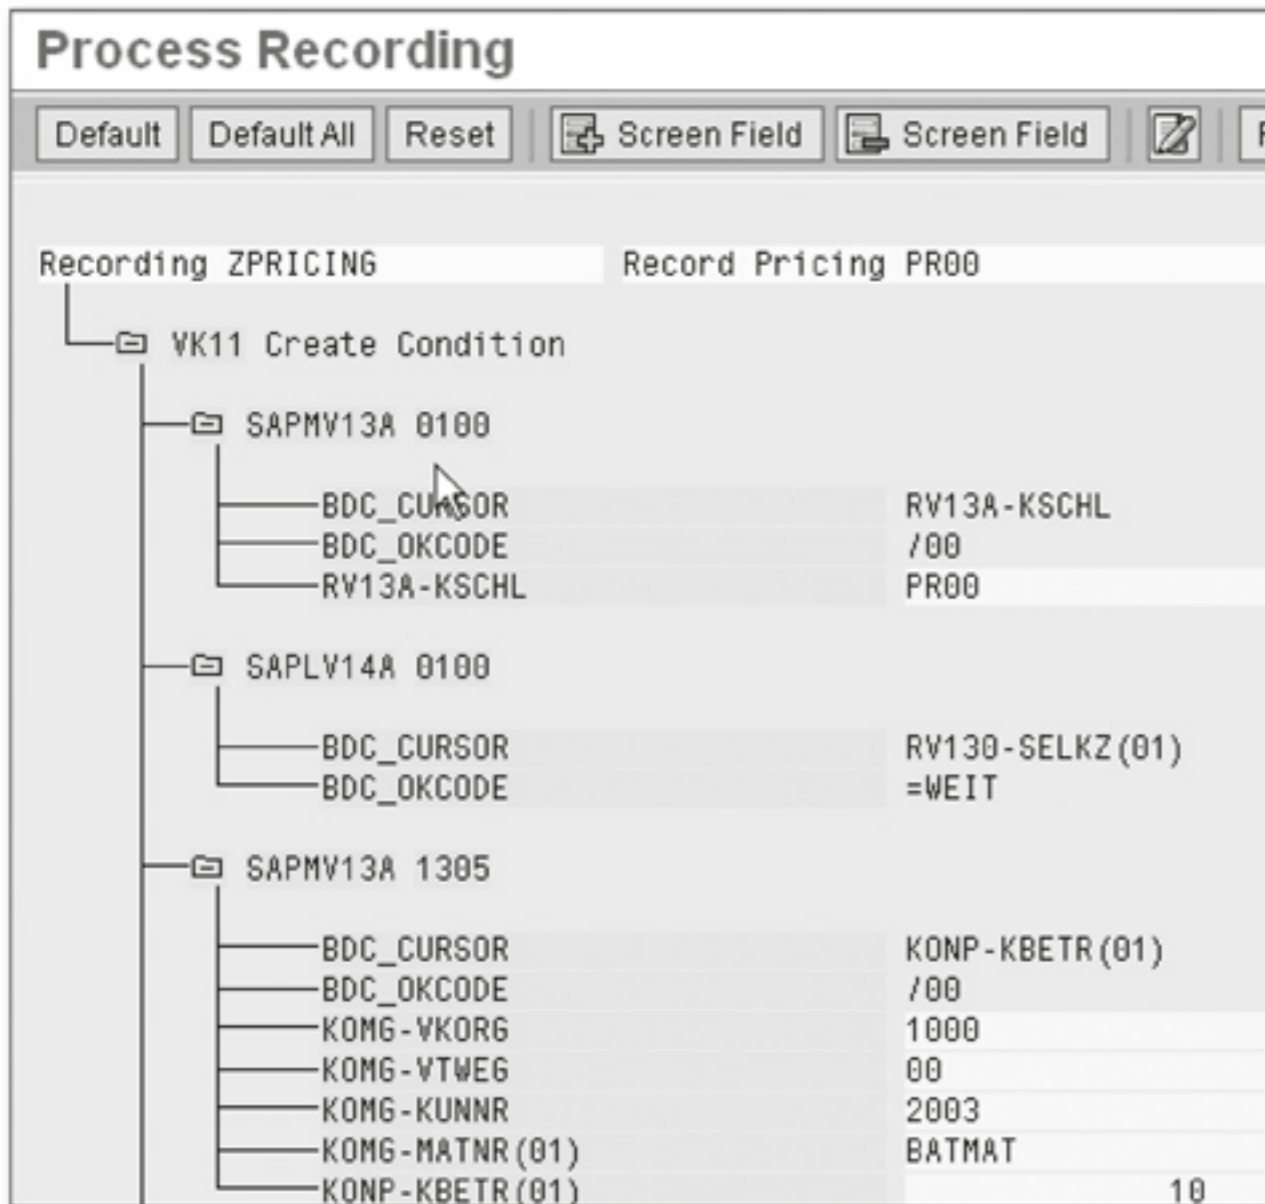 Process Recording
Default Default All Reset Screen Field Screen Field
Recording ZPRICING Record Pricing PR00
VK11 Create Condition
SAPMV13A 0100
BDC_CURSOR RV13A-KSCHL
BDC_OKCODE /00
RV13A-KSCHL PR00
SAPLV14A 0100
BDC_CURSOR RV130-SELKZ(01)
BDC_OKCODE =WEIT
SAPMV13A 1305
BDC_CURSOR KONP-KBETR(01)
BDC_OKCODE /00
KOMG-VKORG 1000
KOMG-VTWEG 00
KOMG-KUNNR 2003
KOMG-MATNR(01) BATMAT
KONP-KBETR(01) 10